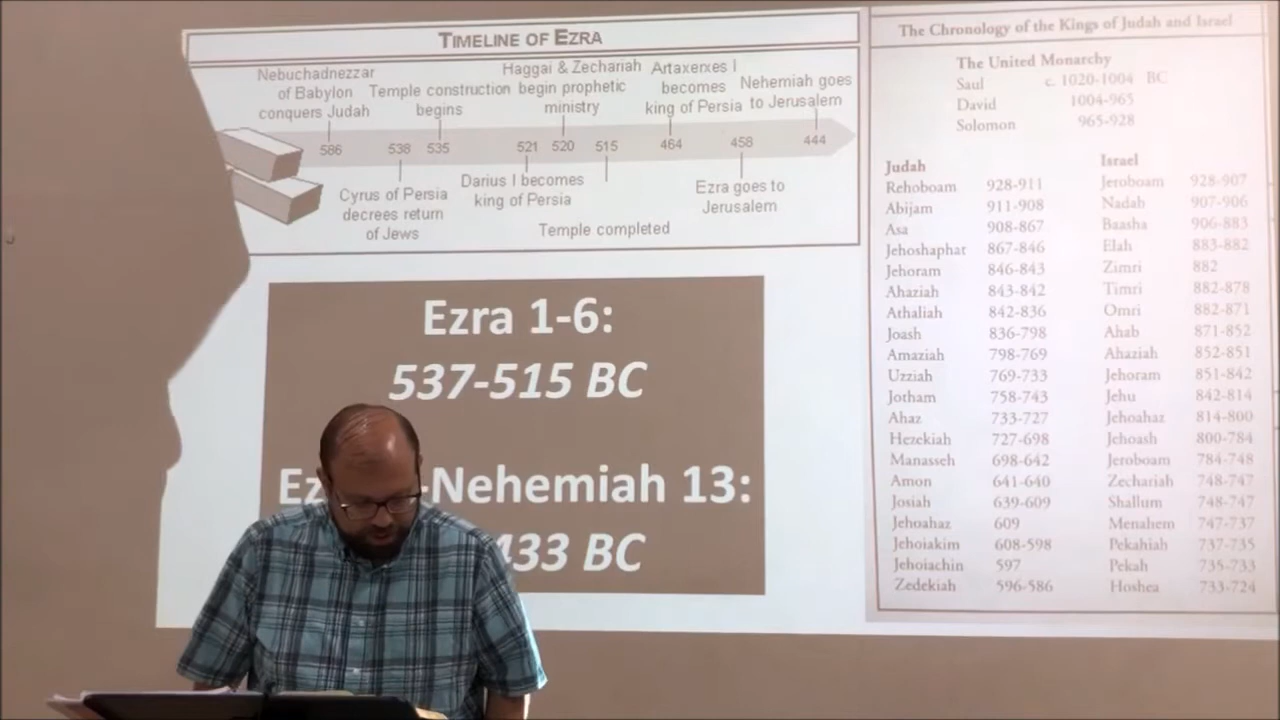 TIMELINE OF EZRA
Nebuchadnezzar
of Babylon
conquers Judah
Temple construction
begins
Haggai & Zechariah
begin prophetic
ministry
Artaxerxes I
becomes
king of Persia
Nehemiah goes
to Jerusalem
586 538 535 521 520 515 464 458 444
Cyrus of Persia
decrees return
of Jews
Darius I becomes
king of Persia
Temple completed
Ezra goes to
Jerusalem
Ezra 1-6:
537-515 BC
-Nehemiah 13:
433 BC
The Chronology of the Kings of Judah and Israel
The United Monarchy
Saul c. 1020-1004 BC
David 1004-965
Solomon 965-928
Judah Israel
Rehoboam 928-911 Jeroboam 928-907
Abijam 911-908 Nadab 907-906
Asa 908-867 Baasha 906-883
Jehoshaphat 867-846 Elah 883-882
Jehoram 846-843 Zimri 882
Ahaziah 843-842 Timri 882-878
Athaliah 842-836 Omri 882-871
Joash 836-798 Ahab 871-852
Amaziah 798-769 Ahaziah 852-851
Uzziah 769-733 Jehoram 851-842
Jotham 758-743 Jehu 842-814
Ahaz 733-727 Jehoahaz 814-800
Hezekiah 727-698 Jehoash 800-784
Manasseh 698-642 Jeroboam 784-748
Amon 641-640 Zechariah 748-747
Josiah 639-609 Shallum 748-747
Jehoahaz 609 Menahem 747-737
Jehoiakim 608-598 Pekahiah 737-735
Jehoiachin 597 Pekah 735-733
Zedekiah 596-586 Hoshea 733-724